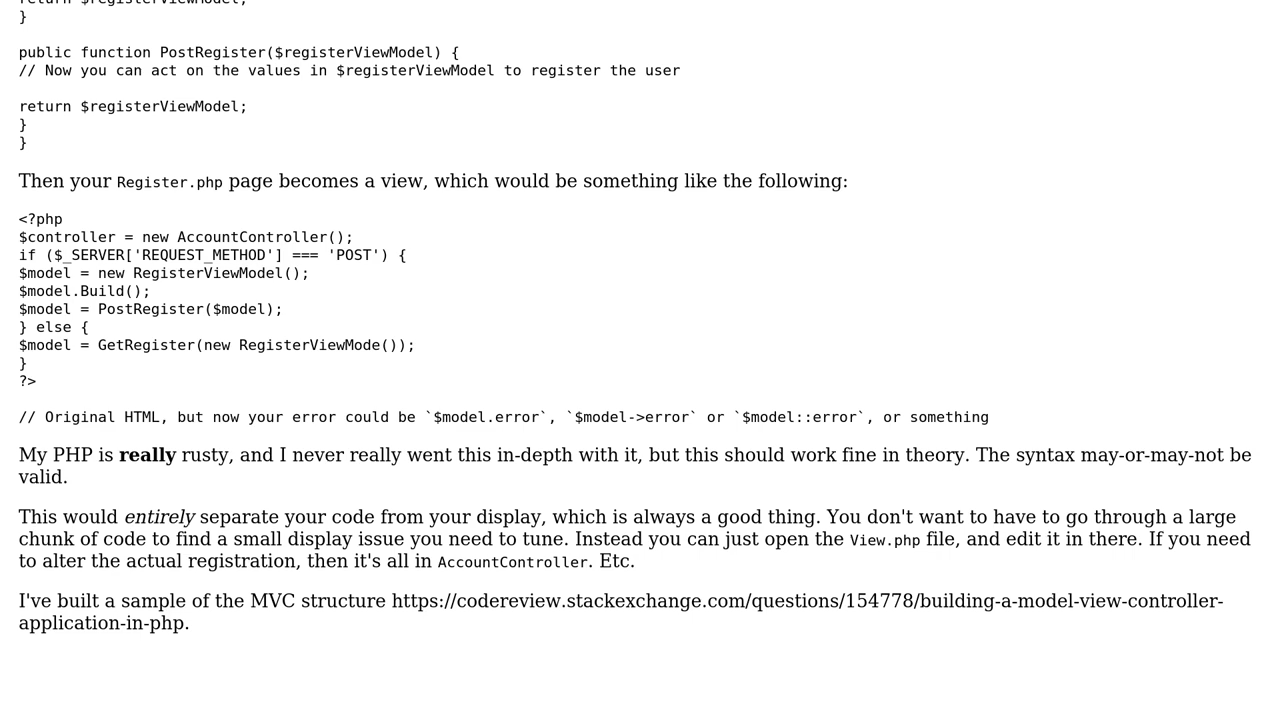 return $registerViewModel;
}
public function PostRegister($registerViewModel) {
// Now you can act on the values in $registerViewModel to register the user
return $registerViewModel;
}
}
Then your Register.php page becomes a view, which would be something like the following:
<?php
$controller = new AccountController();
if ($_SERVER['REQUEST_METHOD'] === 'POST') {
$model = new RegisterViewModel();
$model.Build();
$model = PostRegister($model);
} else {
$model = GetRegister(new RegisterViewMode());
}
?>
// Original HTML, but now your error could be `$model.error`, `$model->error` or `$model::error`, or something
My PHP is really rusty, and I never really went this in-depth with it, but this should work fine in theory. The syntax may-or-may-not be
valid.
This would entirely separate your code from your display, which is always a good thing. You don't want to have to go through a large
chunk of code to find a small display issue you need to tune. Instead you can just open the View.php file, and edit it in there. If you need
to alter the actual registration, then it's all in AccountController. Etc.
I've built a sample of the MVC structure https://codereview.stackexchange.com/questions/154778/building-a-model-view-controller-
application-in-php.